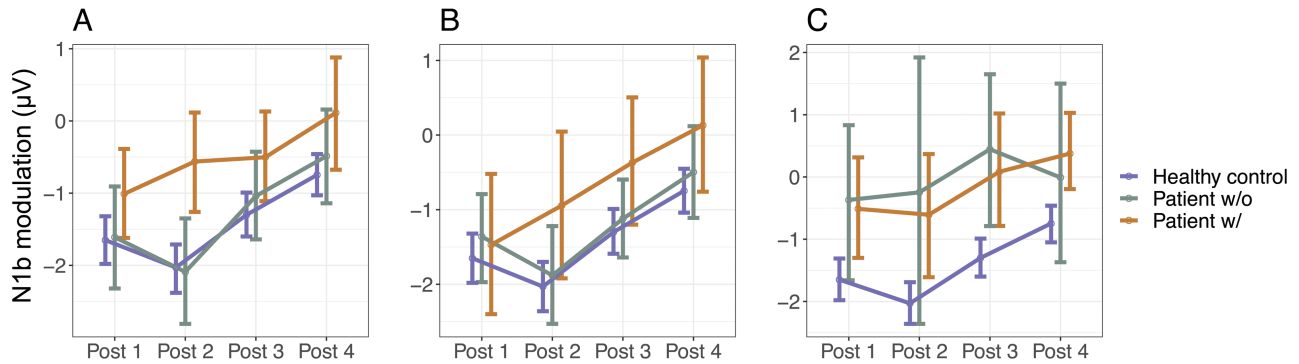 A
B
C
N1b modulation (µV)
1
0
−1
−2
Post 1 Post 2 Post 3 Post 4
1
0
−1
−2
Post 1 Post 2 Post 3 Post 4
2
1
0
−1
−2
Post 1 Post 2 Post 3 Post 4
Healthy control
Patient w/o
Patient w/